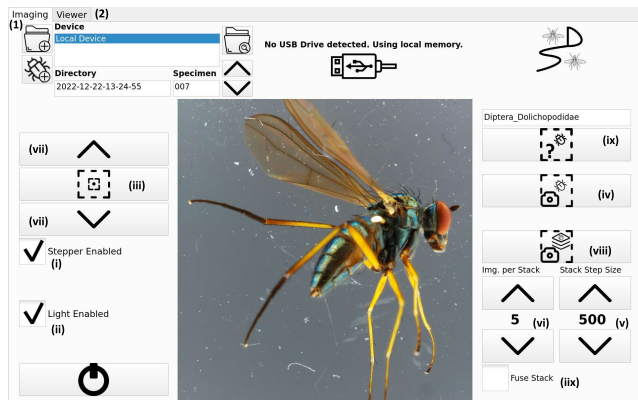 Imaging Viewer (2)
(1) Device
Local Device
No USB Drive detected. Using local memory.
Directory Specimen
2022-12-22-13-24-55 007
Diptera_Dolichopodidae
(vii)
? (ix)
(iii)
(iv)
(vii)
Stepper Enabled
(i)
(viii)
Img. per Stack Stack Step Size
Light Enabled
(ii)
5 (vi) 500 (v)
Fuse Stack (iix)